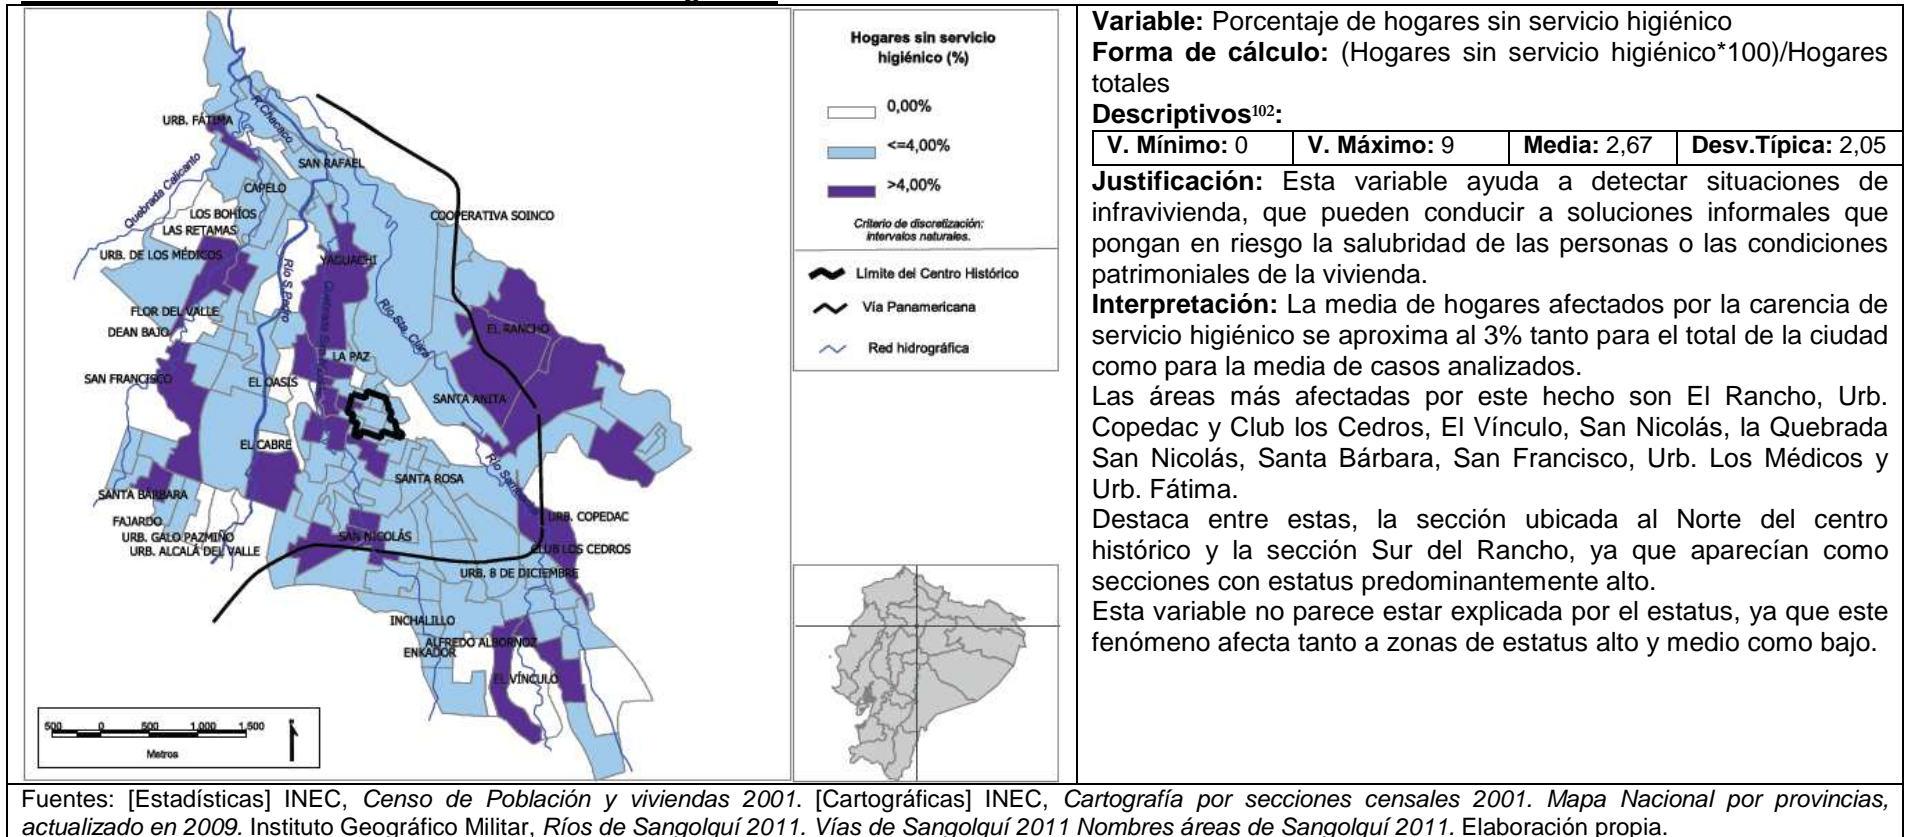 URB. FÁTIMA
R.Chacaco
SAN RAFAEL
Quebrada Calicanto
CAPELO
LOS BOHÍOS
LAS RETAMAS
COOPERATIVA SOINCO
URB. DE LOS MÉDICOS
YAGUACHI
Río S.Pedro
FLOR DEL VALLE
DEAN BAJO
Río Sta. Clara
EL RANCHO
LA PAZ
SAN FRANCISCO
EL OASIS
SANTA ANITA
EL CABRE
SANTA ROSA
SANTA BÁRBARA
FAJARDO
URB. GALO PAZMIÑO
URB. ALCALÁ DEL VALLE
SAN NICOLÁS
URB. COPEDAC
CLUB LOS CEDROS
URB. 8 DE DICIEMBRE
INCHALILLO
ALFREDO ALBORNOZ
ENKADOR
EL VÍNCULO
500 0 500 1.000 1.500
Metros
Hogares sin servicio
higiénico (%)
0,00%
<=4,00%
>4,00%
Criterio de discretización:
intervalos naturales.
Límite del Centro Histórico
Vía Panamericana
Red hidrográfica
Variable: Porcentaje de hogares sin servicio higiénico
Forma de cálculo: (Hogares sin servicio higiénico*100)/Hogares
totales
Descriptivos102:
V. Mínimo: 0 V. Máximo: 9 Media: 2,67 Desv.Típica: 2,05
Justificación: Esta variable ayuda a detectar situaciones de
infravivienda, que pueden conducir a soluciones informales que
pongan en riesgo la salubridad de las personas o las condiciones
patrimoniales de la vivienda.
Interpretación: La media de hogares afectados por la carencia de
servicio higiénico se aproxima al 3% tanto para el total de la ciudad
como para la media de casos analizados.
Las áreas más afectadas por este hecho son El Rancho, Urb.
Copedac y Club los Cedros, El Vínculo, San Nicolás, la Quebrada
San Nicolás, Santa Bárbara, San Francisco, Urb. Los Médicos y
Urb. Fátima.
Destaca entre estas, la sección ubicada al Norte del centro
histórico y la sección Sur del Rancho, ya que aparecían como
secciones con estatus predominantemente alto.
Esta variable no parece estar explicada por el estatus, ya que este
fenómeno afecta tanto a zonas de estatus alto y medio como bajo.
Fuentes: [Estadísticas] INEC, Censo de Población y viviendas 2001. [Cartográficas] INEC, Cartografía por secciones censales 2001. Mapa Nacional por provincias,
actualizado en 2009. Instituto Geográfico Militar, Ríos de Sangolquí 2011. Vías de Sangolquí 2011 Nombres áreas de Sangolquí 2011. Elaboración propia.